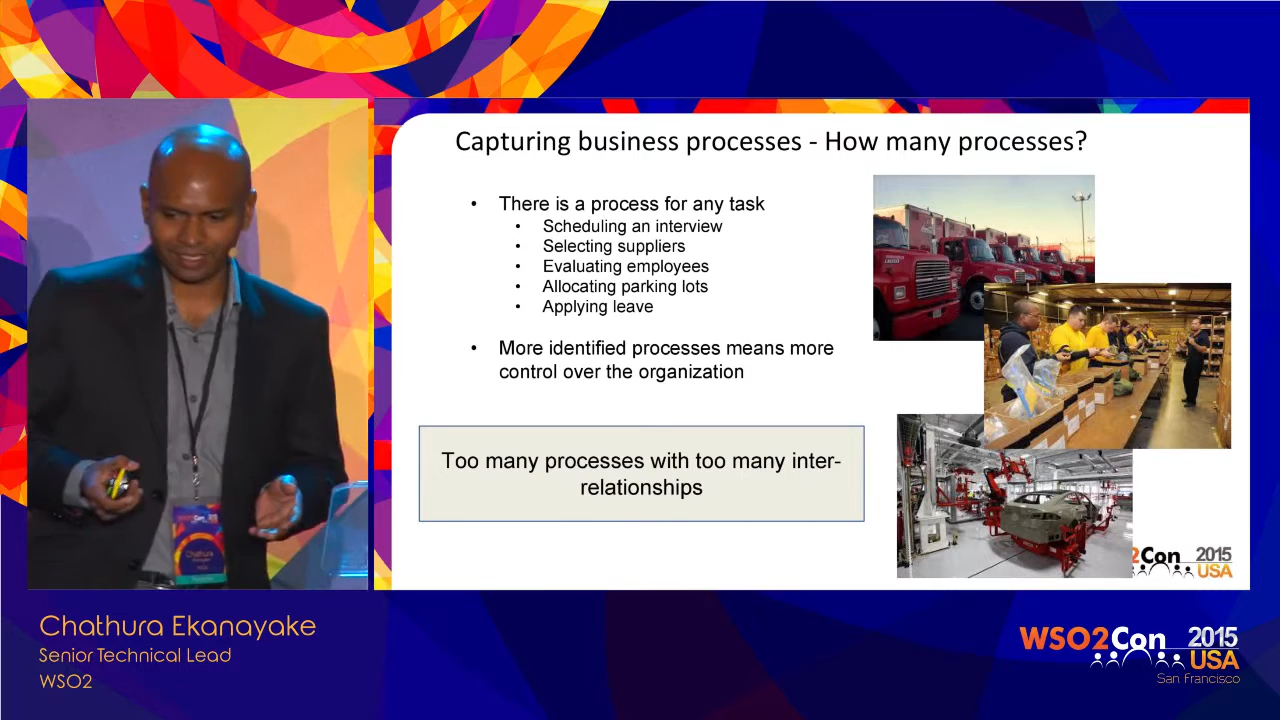 Capturing business processes - How many processes?
• There is a process for any task
• Scheduling an interview
• Selecting suppliers
• Evaluating employees
• Allocating parking lots
• Applying leave
• More identified processes means more
control over the organization
Too many processes with too many inter-
relationships
2Con 2015
USA
WSO2Con
Chathura
Chathura Ekanayake
Senior Technical Lead
WSO2
WSO2Con 2015
USA
San Francisco